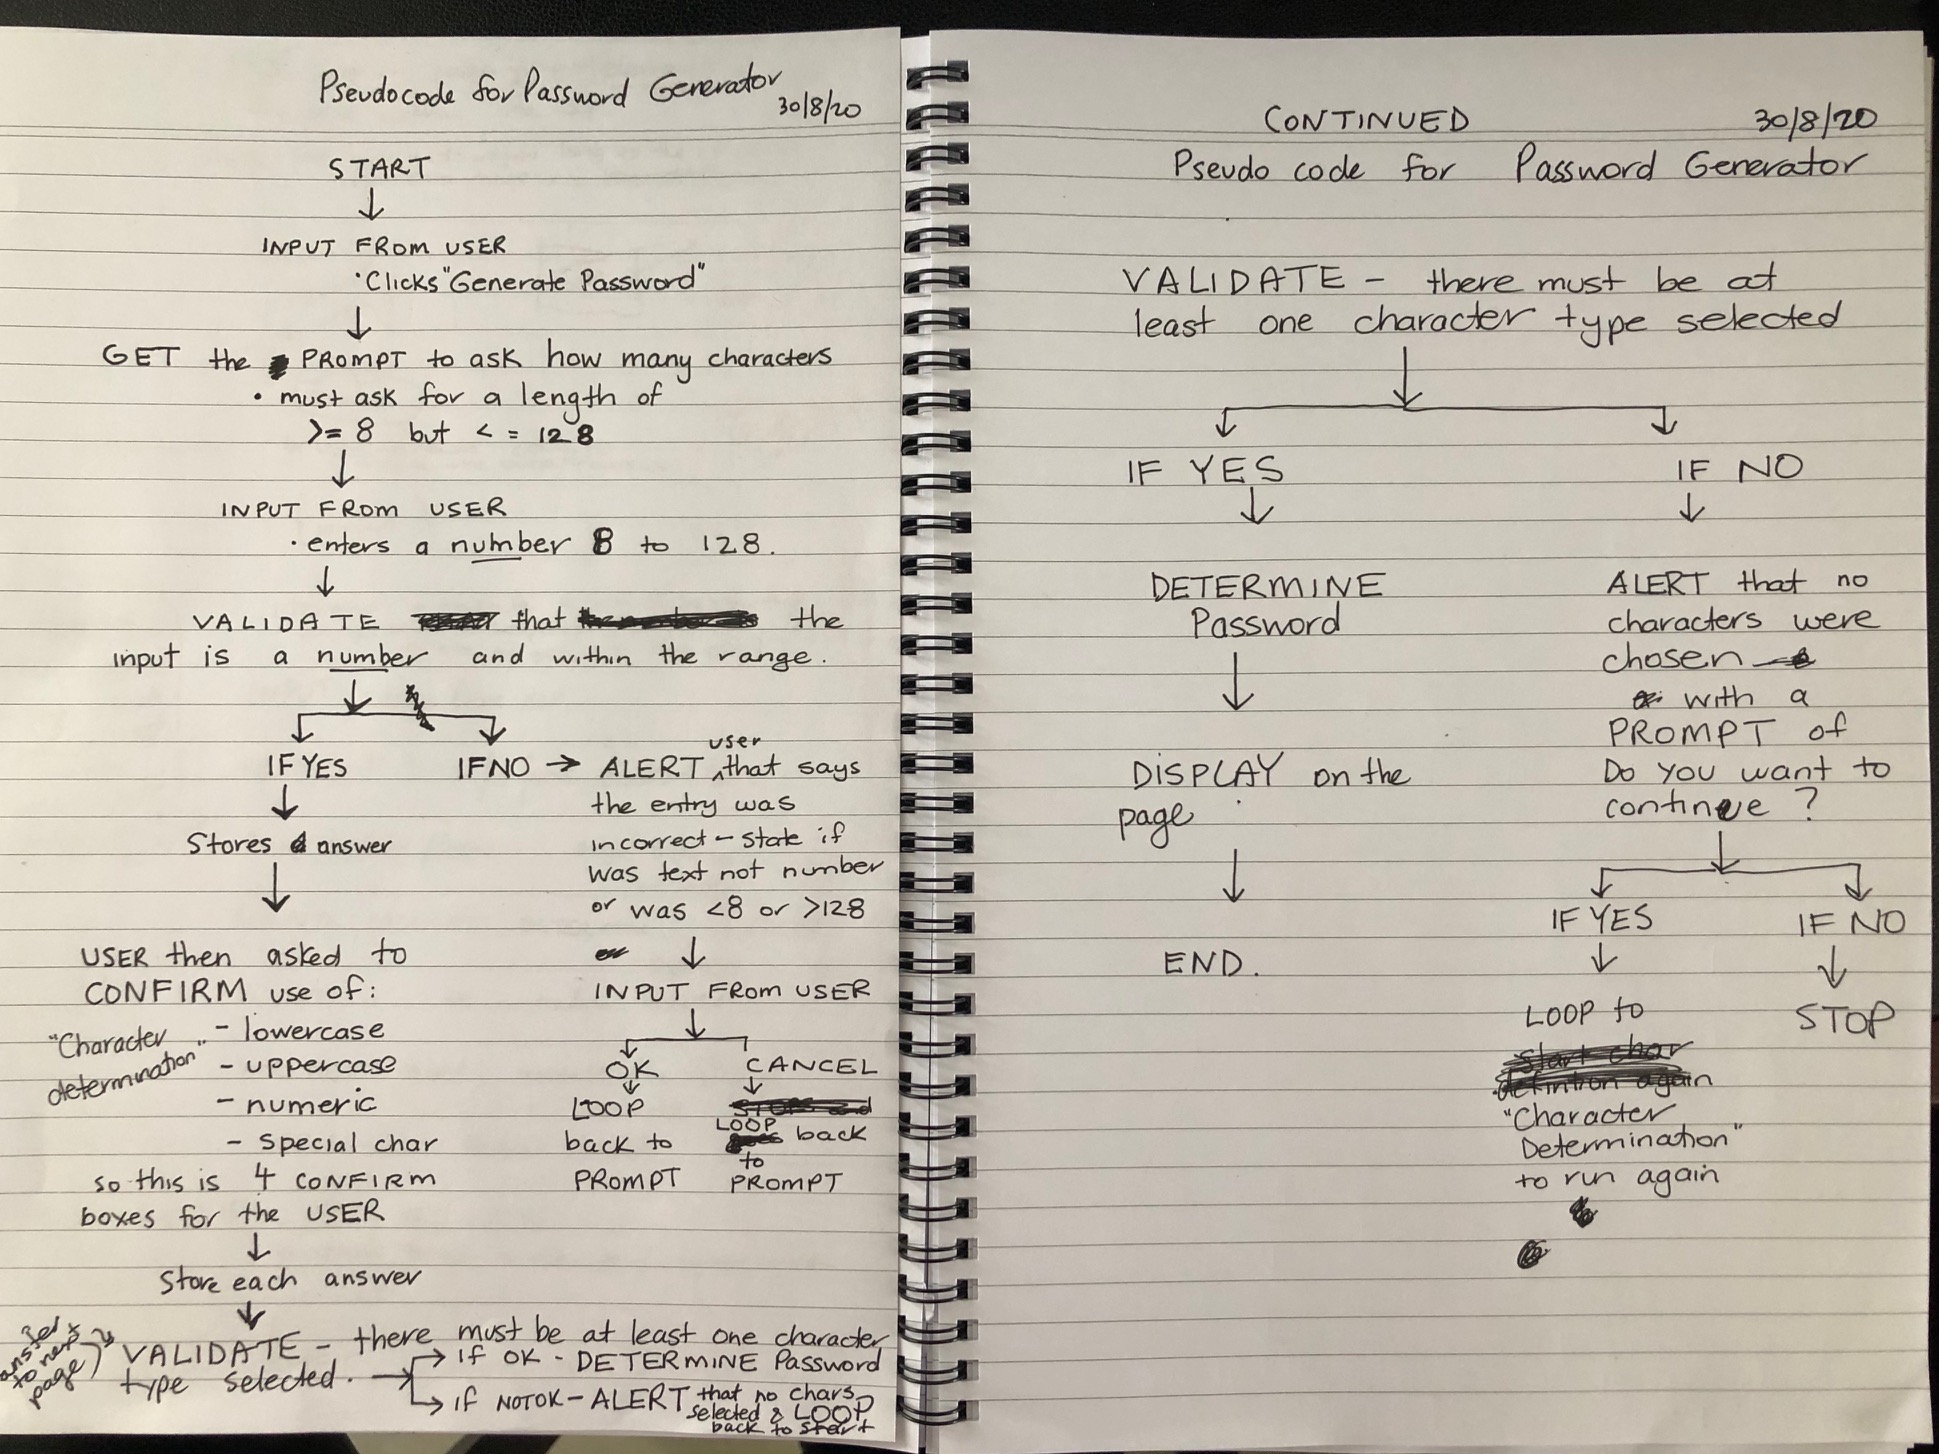 Pseudocode for Password Generator
30/8/20
START
INPUT FROM USER
• Clicks "Generate Password"
GET the PROMPT to ask how many characters
• must ask for a length of
>= 8 but < = 128
INPUT FROM USER
• enters a number 8 to 128.
VALIDATE that the
input is a number and within the range.
IF YES
IF NO → ALERT user that says
the entry was
incorrect - state if
was text not number
or was <8 or >128
Stores answer
USER then asked to
CONFIRM use of:
"Character
determination"
- lowercase
- uppercase
- numeric
- special char
so this is 4 CONFIRM
boxes for the USER
INPUT FROM USER
OK
CANCEL
LOOP
back to
PROMPT
LOOP
back
to
PROMPT
Store each answer
to next
page
VALIDATE - there must be at least one character
type selected.
→ if OK - DETERMINE Password
→ if NOTOK - ALERT that no chars
selected & LOOP
back to start
CONTINUED
30/8/20
Pseudo code for Password Generator
VALIDATE - there must be at
least one character type selected
IF YES
IF NO
DETERMINE
Password
DISPLAY on the
page
END.
ALERT that no
characters were
chosen
with a
PROMPT of
Do you want to
continue ?
IF YES
IF NO
LOOP to
start char
definition again
"Character
Determination"
to run again
STOP